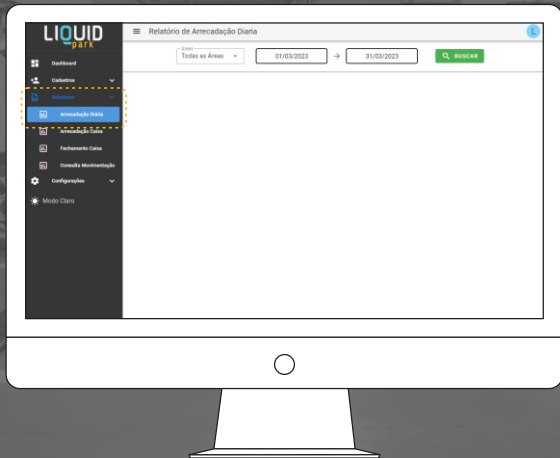 LIQUID
park
Relatório de Arrecadação Diaria
L
Dashboard
Áreas
Todas as Áreas
01/03/2023
→
31/03/2023
BUSCAR
Cadastros
Relatórios
Arrecadação Diária
Arrecadação Caixa
Fechamento Caixa
Consulta Movimentação
Configurações
Modo Claro